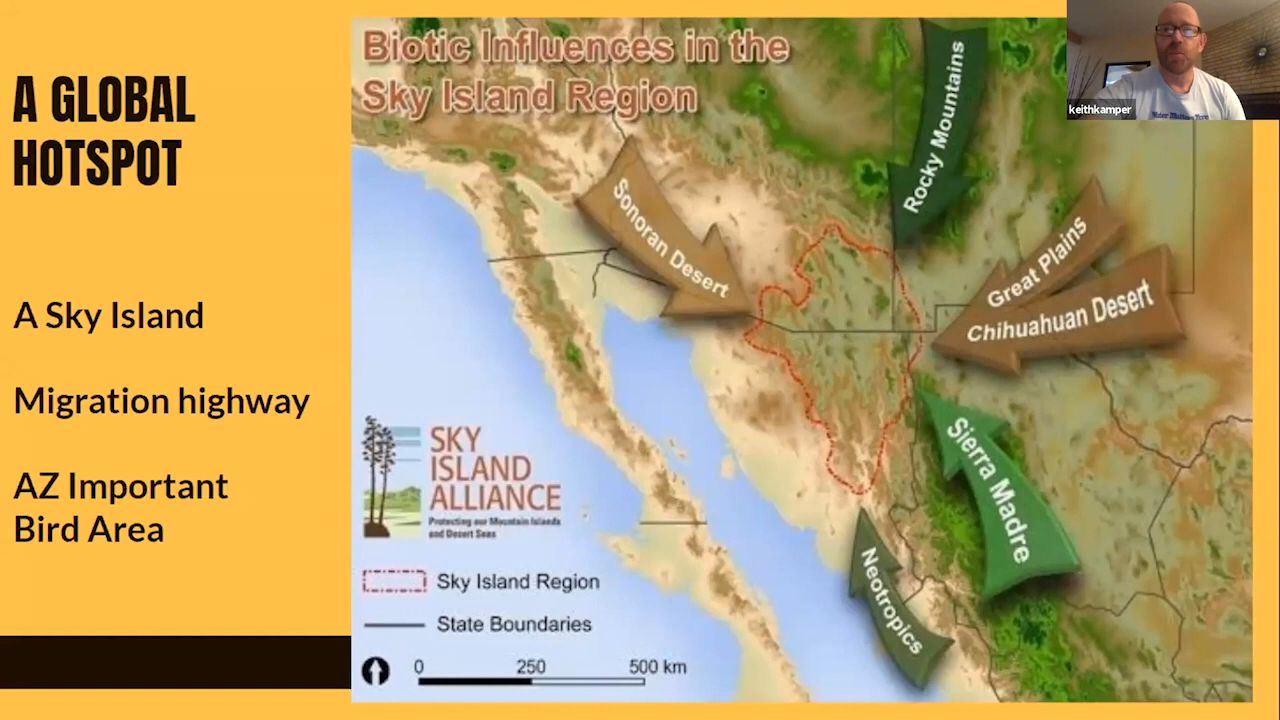 A GLOBAL
HOTSPOT
A Sky Island
Migration highway
AZ Important
Bird Area
Biotic Influences in the
Sky Island Region
Rocky Mountains
Sonoran Desert
Great Plains
Chihuahuan Desert
Sierra Madre
Neotropics
SKY
ISLAND
ALLIANCE
Protecting our Mountain Islands
and Desert Seas
Sky Island Region
State Boundaries
0 250 500 km
keithkamper